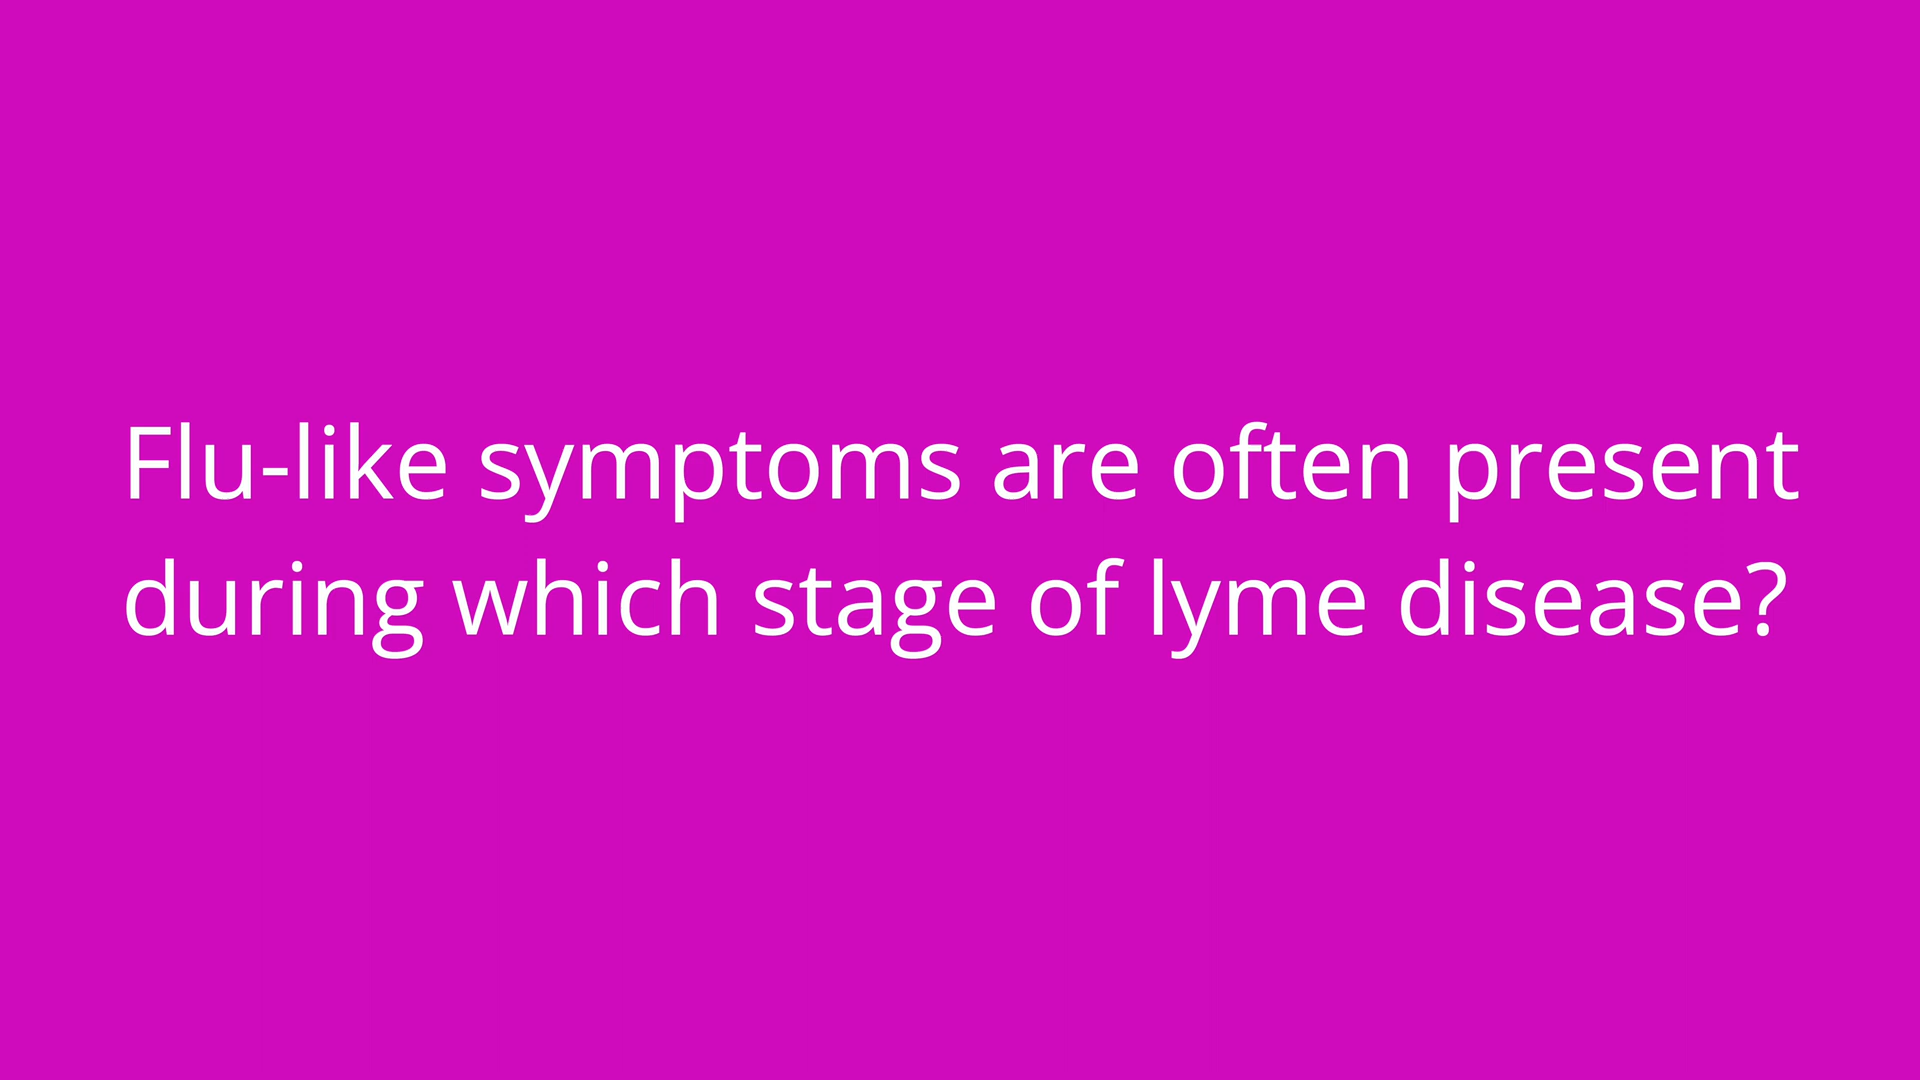 Flu-like symptoms are often present
during which stage of lyme disease?